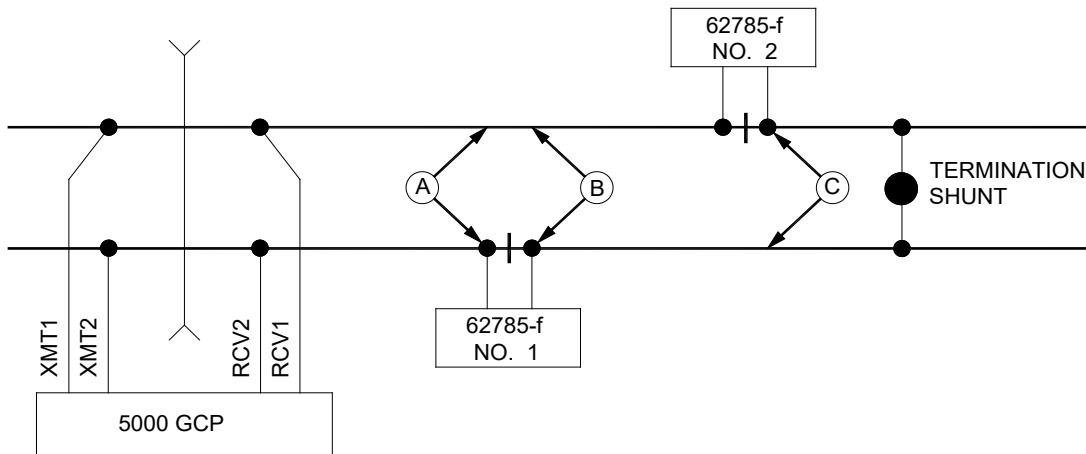 62785-f
NO. 2
A
B
C
TERMINATION
SHUNT
XMT1
XMT2
RCV2
RCV1
62785-f
NO. 1
5000 GCP